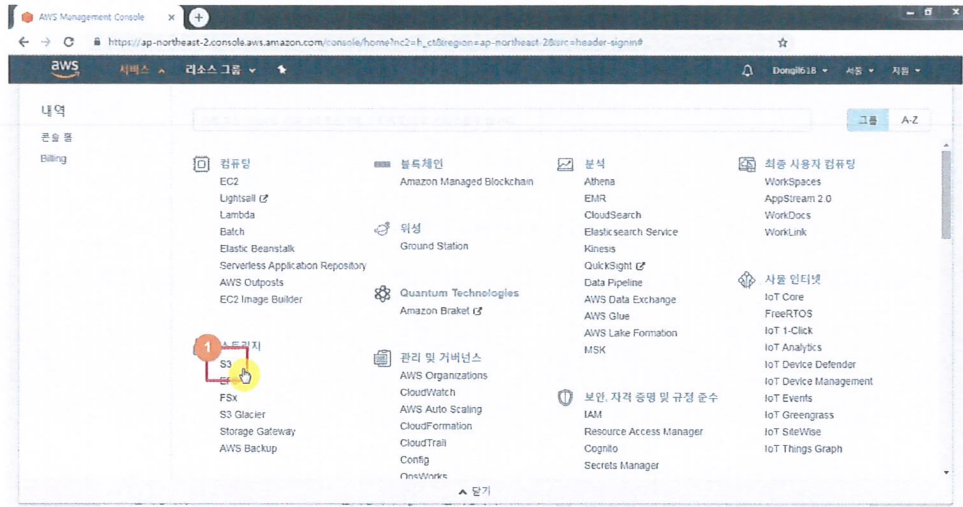 AWS Management Console
https://ap-northeast-2.console.aws.amazon.com/console/home?nc2=h_ct&region=ap-northeast-2&src=header-signin#
aws 서비스 리소스 그룹 Dongil618 서울 지원
내역
콘솔 홈
Billing
그룹 A-Z
컴퓨팅
EC2
Lightsail
Lambda
Batch
Elastic Beanstalk
Serverless Application Repository
AWS Outposts
EC2 Image Builder
1
스토리지
S3
FSx
S3 Glacier
Storage Gateway
AWS Backup
블록체인
Amazon Managed Blockchain
위성
Ground Station
Quantum Technologies
Amazon Braket
관리 및 거버넌스
AWS Organizations
CloudWatch
AWS Auto Scaling
CloudFormation
CloudTrail
Config
OpsWorks
분석
Athena
EMR
CloudSearch
Elasticsearch Service
Kinesis
QuickSight
Data Pipeline
AWS Data Exchange
AWS Glue
AWS Lake Formation
MSK
보안, 자격 증명 및 규정 준수
IAM
Resource Access Manager
Cognito
Secrets Manager
최종 사용자 컴퓨팅
WorkSpaces
AppStream 2.0
WorkDocs
WorkLink
사물 인터넷
IoT Core
FreeRTOS
IoT 1-Click
IoT Analytics
IoT Device Defender
IoT Device Management
IoT Events
IoT Greengrass
IoT SiteWise
IoT Things Graph
닫기